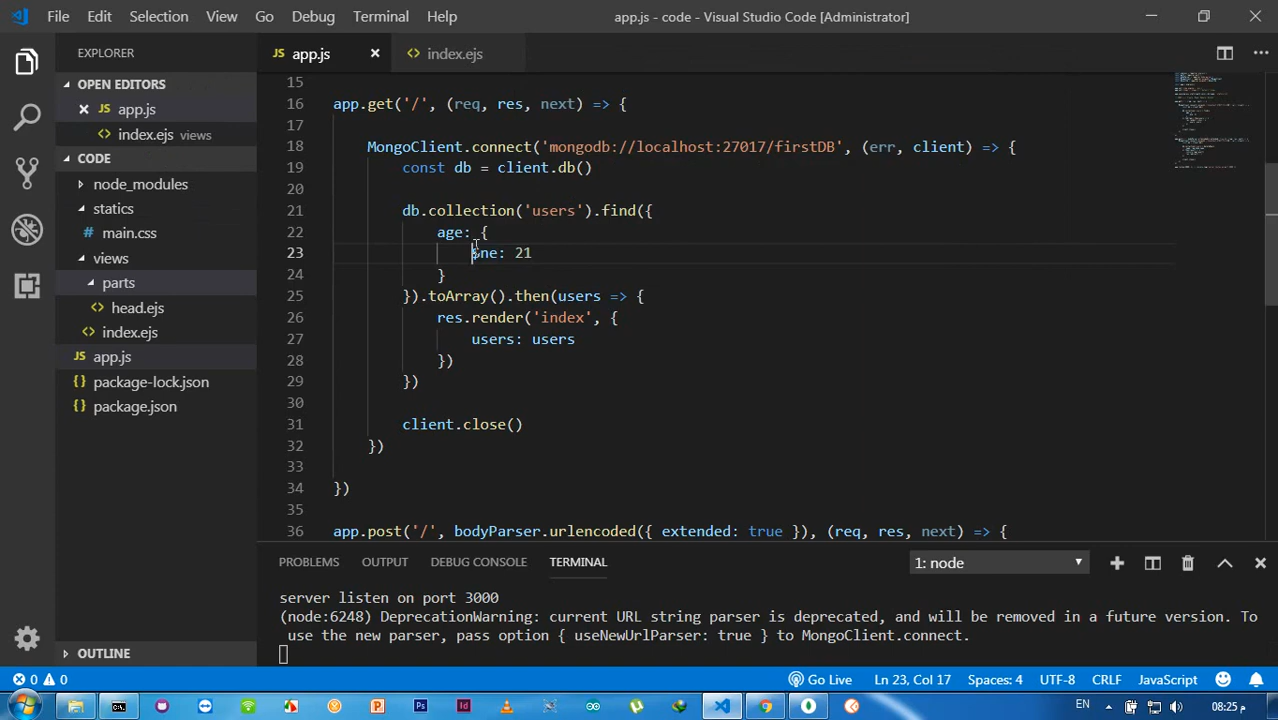 File Edit Selection View Go Debug Terminal Help
app.js - code - Visual Studio Code [Administrator]
EXPLORER
OPEN EDITORS
JS app.js
<> index.ejs views
CODE
node_modules
statics
main.css
views
parts
<> head.ejs
<> index.ejs
JS app.js
{} package-lock.json
{} package.json
OUTLINE
JS app.js
<> index.ejs
15
16 app.get('/', (req, res, next) => {
17
18 MongoClient.connect('mongodb://localhost:27017/firstDB', (err, client) => {
19 const db = client.db()
20
21 db.collection('users').find({
22 age: {
23 $ne: 21
24 }
25 }).toArray().then(users => {
26 res.render('index', {
27 users: users
28 })
29 })
30
31 client.close()
32 })
33
34 })
35
36 app.post('/', bodyParser.urlencoded({ extended: true }), (req, res, next) => {
PROBLEMS OUTPUT DEBUG CONSOLE TERMINAL
1: node
server listen on port 3000
(node:6248) DeprecationWarning: current URL string parser is deprecated, and will be removed in a future version. To
use the new parser, pass option { useNewUrlParser: true } to MongoClient.connect.
0 0 Go Live Ln 23, Col 17 Spaces: 4 UTF-8 CRLF JavaScript
P Ps Id EN 08:25 م